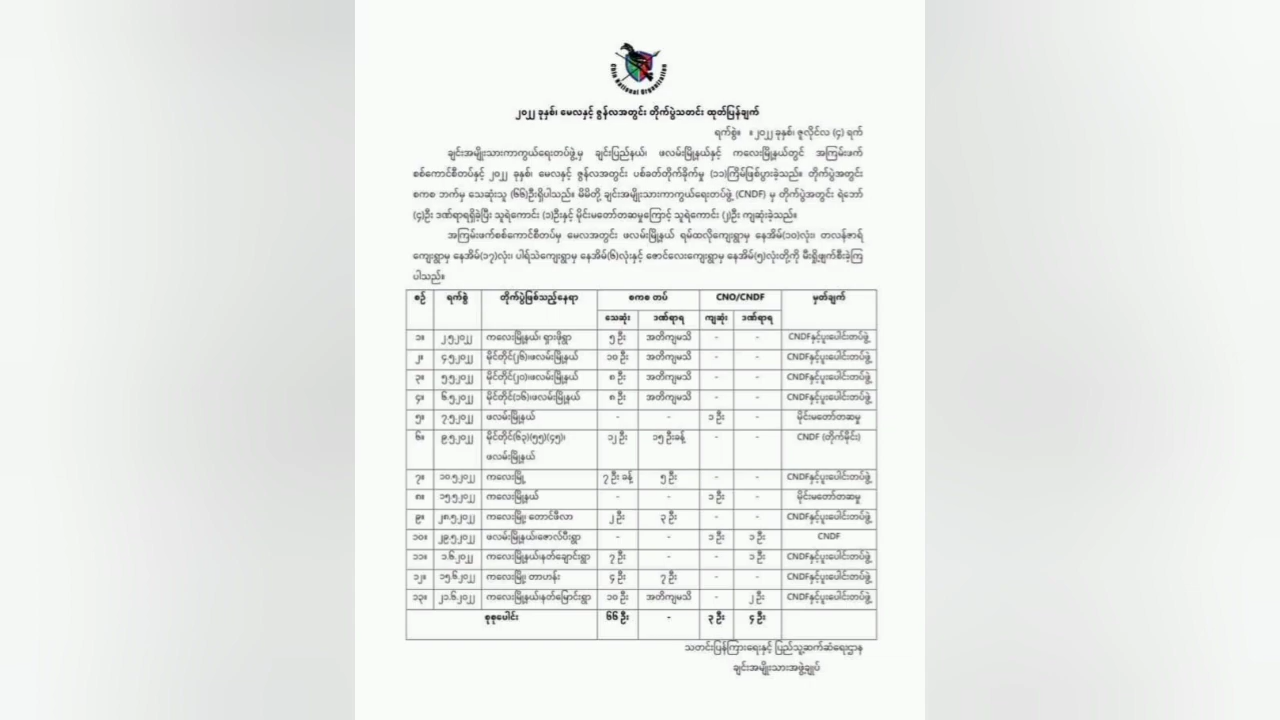 Chin National Organization
၂၀၂၂ ခုနှစ်၊ မေလနှင့် ဇွန်လအတွင်း တိုက်ပွဲသတင်း ထုတ်ပြန်ချက်
ရက်စွဲ။ ။ ၂၀၂၂ ခုနှစ်၊ ဇူလိုင်လ (၄) ရက်
ချင်းအမျိုးသားကာကွယ်ရေးတပ်ဖွဲ့မှ ချင်းပြည်နယ်၊ ဖလမ်းမြို့နယ်နှင့် ကလေးမြို့နယ်တွင် အကြမ်းဖက်
စစ်ကောင်စီတပ်နှင့် ၂၀၂၂ ခုနှစ်၊ မေလနှင့် ဇွန်လအတွင်း ပစ်ခတ်တိုက်ခိုက်မှု (၁၁)ကြိမ်ဖြစ်ပွားခဲ့သည်။ တိုက်ပွဲအတွင်း
စကစ ဘက်မှ သေဆုံးသူ (၆၆)ဦးရှိပါသည်။ မိမိတို့ ချင်းအမျိုးသားကာကွယ်ရေးတပ်ဖွဲ့ (CNDF) မှ တိုက်ပွဲအတွင်း ရဲဘော်
(၄)ဦး ဒဏ်ရာရရှိခဲ့ပြီး သူရဲကောင်း (၁)ဦးနှင့် မိုင်းမတော်တဆမှုကြောင့် သူရဲကောင်း (၂)ဦး ကျဆုံးခဲ့သည်။
အကြမ်းဖက်စစ်ကောင်စီတပ်မှ မေလအတွင်း ဖလမ်းမြို့နယ် ရမ်ထလိုကျေးရွာမှ နေအိမ်(၁၀)လုံး၊ တလန်ဇာရ်
ကျေးရွာမှ နေအိမ်(၁၇)လုံး၊ ပါရ်သဲကျေးရွာမှ နေအိမ်(၆)လုံးနှင့် ဇောင်လေးကျေးရွာမှ နေအိမ်(၅)လုံးတို့ကို မီးရှို့ဖျက်စီးခဲ့ကြ
ပါသည်။
စဉ် ရက်စွဲ တိုက်ပွဲဖြစ်သည့်နေရာ စကစ တပ် CNO/CNDF မှတ်ချက်
သေဆုံး ဒဏ်ရာရ ကျဆုံး ဒဏ်ရာရ
၁။ ၂.၅.၂၀၂၂ ကလေးမြို့နယ်၊ ရှားဖိုရွာ ၅ ဦး အတိကျမသိ - - CNDFနှင့်ပူးပေါင်းတပ်ဖွဲ့
၂။ ၄.၅.၂၀၂၂ မိုင်တိုင်(၂၆)၊ဖလမ်းမြို့နယ် ၁၀ ဦး အတိကျမသိ - - CNDFနှင့်ပူးပေါင်းတပ်ဖွဲ့
၃။ ၅.၅.၂၀၂၂ မိုင်တိုင်(၂၁)၊ဖလမ်းမြို့နယ် ၈ ဦး အတိကျမသိ - - CNDFနှင့်ပူးပေါင်းတပ်ဖွဲ့
၄။ ၆.၅.၂၀၂၂ မိုင်တိုင်(၁၆)၊ဖလမ်းမြို့နယ် ၈ ဦး အတိကျမသိ - - CNDFနှင့်ပူးပေါင်းတပ်ဖွဲ့
၅။ ၇.၅.၂၀၂၂ ဖလမ်းမြို့နယ် - - ၁ ဦး - မိုင်းမတော်တဆမှု
၆။ ၉.၅.၂၀၂၂ မိုင်တိုင်(၆၃)(၅၅)(၄၅)၊ ၁၂ ဦး ၁၅ ဦးခန့် - - CNDF (တိုက်မိုင်း)
ဖလမ်းမြို့နယ်
၇။ ၁၀.၅.၂၀၂၂ ကလေးမြို့ ၇ ဦး ခန့် ၅ ဦး - - CNDFနှင့်ပူးပေါင်းတပ်ဖွဲ့
၈။ ၁၅.၅.၂၀၂၂ ကလေးမြို့နယ် - - ၁ ဦး - မိုင်းမတော်တဆမှု
၉။ ၂၈.၅.၂၀၂၂ ကလေးမြို့၊ တောင်ဖီလာ ၂ ဦး ၃ ဦး - - CNDFနှင့်ပူးပေါင်းတပ်ဖွဲ့
၁၀။ ၂၉.၅.၂၀၂၂ ဖလမ်းမြို့နယ်၊ဇောလ်ပီးရွာ - - ၁ ဦး ၁ ဦး CNDF
၁၁။ ၁.၆.၂၀၂၂ ကလေးမြို့နယ်၊နတ်ချောင်းရွာ ၇ ဦး - - ၁ ဦး CNDFနှင့်ပူးပေါင်းတပ်ဖွဲ့
၁၂။ ၁၅.၆.၂၀၂၂ ကလေးမြို့၊ တာဟန်း ၄ ဦး ၇ ဦး - - CNDFနှင့်ပူးပေါင်းတပ်ဖွဲ့
၁၃။ ၂၁.၆.၂၀၂၂ ကလေးမြို့နယ်၊နတ်မြောင်းရွာ ၁၀ ဦး အတိကျမသိ - ၂ ဦး CNDFနှင့်ပူးပေါင်းတပ်ဖွဲ့
စုစုပေါင်း ၆၆ ဦး - ၃ ဦး ၄ ဦး
သတင်းပြန်ကြားရေးနှင့် ပြည်သူ့ဆက်ဆံရေးဌာန
ချင်းအမျိုးသားအဖွဲ့ချုပ်